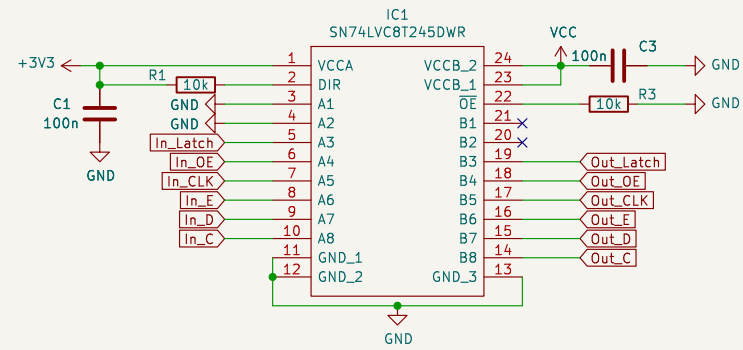 IC1
SN74LVC8T245DWR
+3V3
VCC
1 VCCA VCCB_2 24
100n C3 GND
R1 10k 2 DIR VCCB_1 23
C1 100n GND
GND 3 A1 OE 22 10k R3 GND
GND 4 A2 B1 21
In_Latch 5 A3 B2 20
In_OE 6 A4 B3 19 Out_Latch
In_CLK 7 A5 B4 18 Out_OE
In_E 8 A6 B5 17 Out_CLK
In_D 9 A7 B6 16 Out_E
In_C 10 A8 B7 15 Out_D
11 GND_1 B8 14 Out_C
12 GND_2 GND_3 13
GND